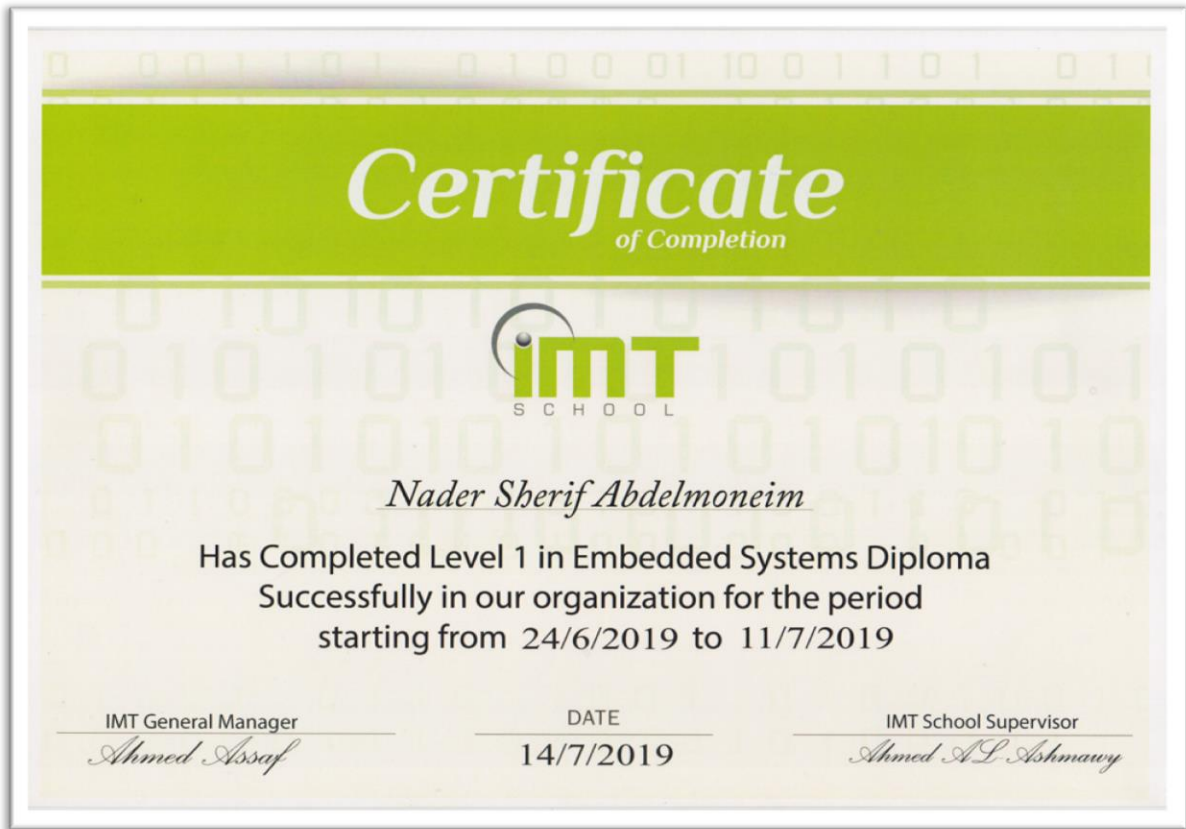 Certificate
of Completion
imT
SCHOOL
Nader Sherif Abdelmoneim
Has Completed Level 1 in Embedded Systems Diploma
Successfully in our organization for the period
starting from 24/6/2019 to 11/7/2019
IMT General Manager
Ahmed Assaf
DATE
14/7/2019
IMT School Supervisor
Ahmed AL Ashmawy